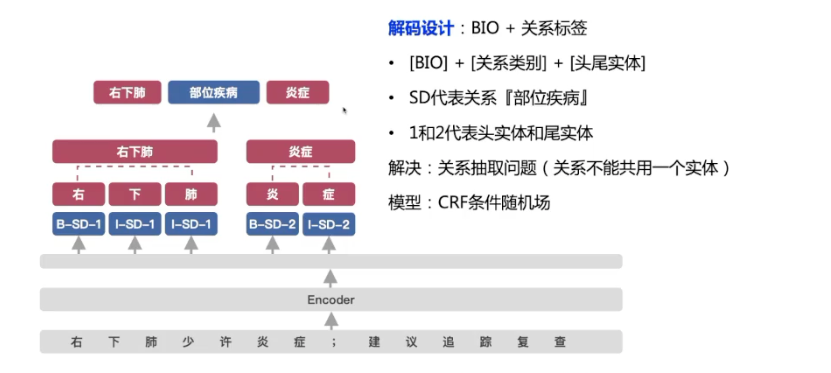 解码设计：BIO + 关系标签
• [BIO] + [关系类别] + [头尾实体]
• SD代表关系『部位疾病』
• 1和2代表头实体和尾实体
解决：关系抽取问题（关系不能共用一个实体）
模型：CRF条件随机场
右下肺 部位疾病 炎症
右下肺 炎症
右 下 肺 炎 症
B-SD-1 I-SD-1 I-SD-1 B-SD-2 I-SD-2
Encoder
右 下 肺 少 许 炎 症 ； 建 议 追 踪 复 查